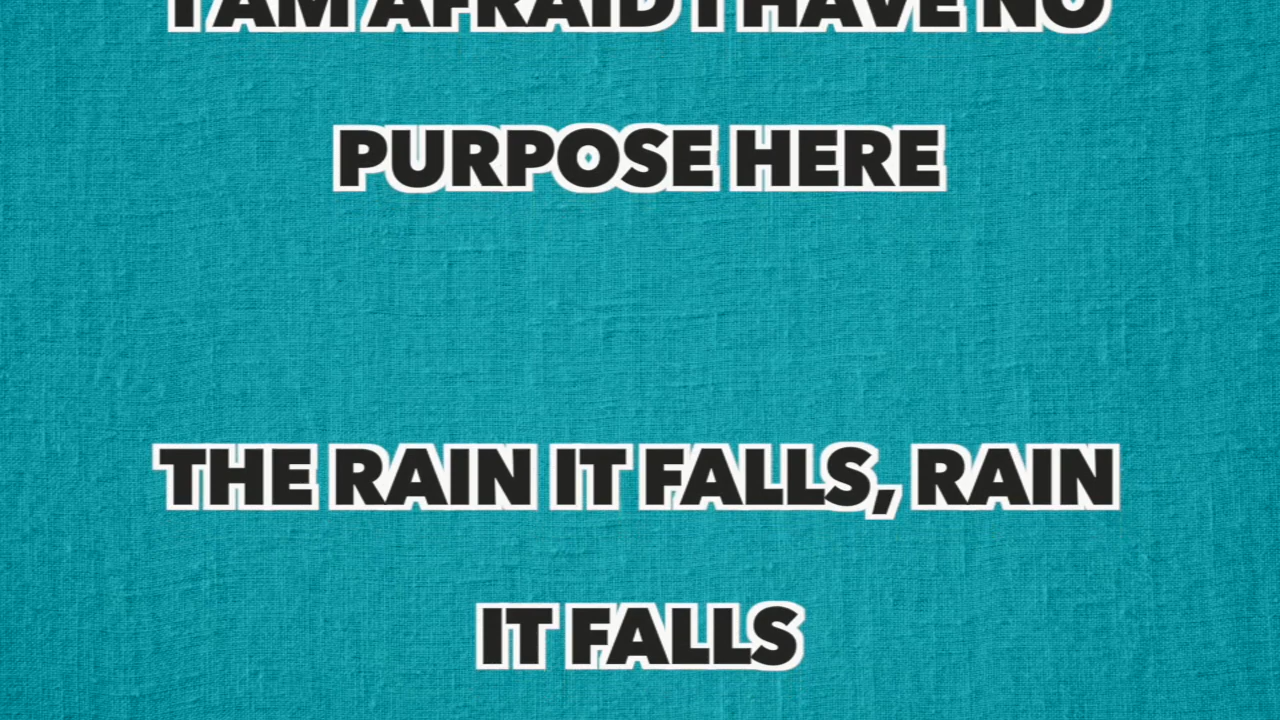 I AM AFRAID I HAVE NO
PURPOSE HERE
THE RAIN IT FALLS, RAIN
IT FALLS